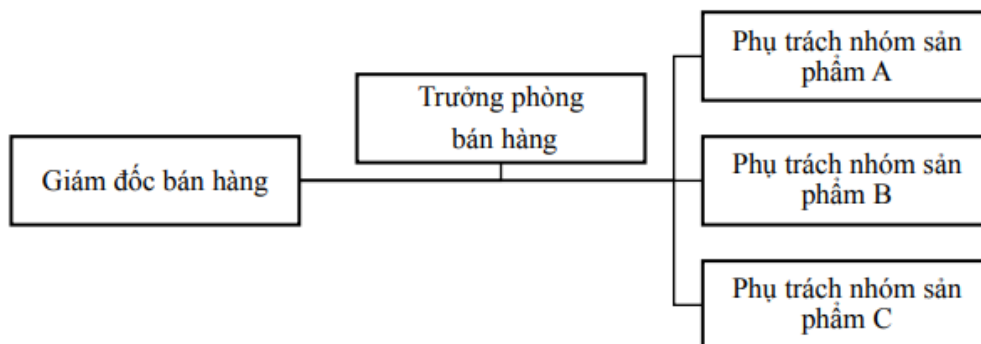 Giám đốc bán hàng
Trưởng phòng
bán hàng
Phụ trách nhóm sản
phẩm A
Phụ trách nhóm sản
phẩm B
Phụ trách nhóm sản
phẩm C